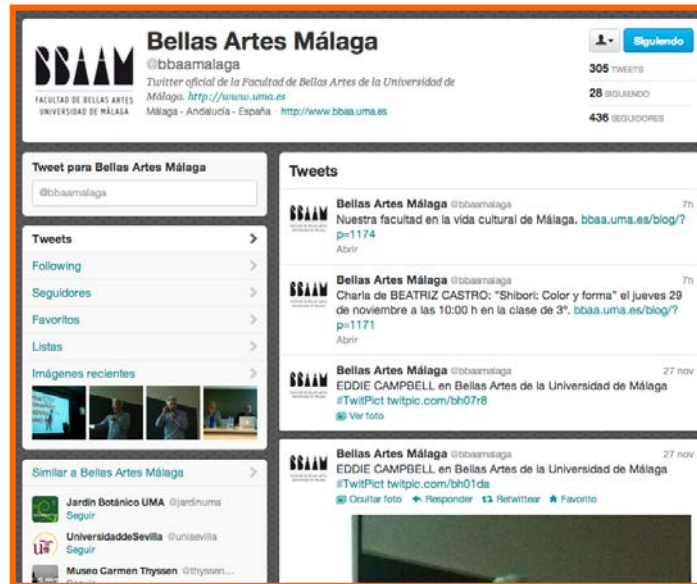 BBAAM
FACULTAD DE BELLAS ARTES
UNIVERSIDAD DE MÁLAGA
Bellas Artes Málaga
@bbaamalaga
Twitter oficial de la Facultad de Bellas Artes de la Universidad de
Málaga. http://www.uma.es
Málaga - Andalucía - España · http://www.bbaa.uma.es
Siguiendo
305 TWEETS
28 SIGUIENDO
436 SEGUIDORES
Tweet para Bellas Artes Málaga
@bbaamalaga
Tweets
Following
Seguidores
Favoritos
Listas
Imágenes recientes
Similar a Bellas Artes Málaga
Jardín Botánico UMA @jardinuma
Seguir
UniversidaddeSevilla @unisevilla
Seguir
Museo Carmen Thyssen @thyssen...
Tweets
Bellas Artes Málaga @bbaamalaga 7h
Nuestra facultad en la vida cultural de Málaga. bbaa.uma.es/blog/?
p=1174
Abrir
Bellas Artes Málaga @bbaamalaga 7h
Charla de BEATRIZ CASTRO: "Shibori: Color y forma" el jueves 29
de noviembre a las 10:00 h en la clase de 3º. bbaa.uma.es/blog/?
p=1171
Abrir
Bellas Artes Málaga @bbaamalaga 27 nov
EDDIE CAMPBELL en Bellas Artes de la Universidad de Málaga
#TwitPict twitpic.com/bh07r8
Ver foto
Bellas Artes Málaga @bbaamalaga 27 nov
EDDIE CAMPBELL en Bellas Artes de la Universidad de Málaga
#TwitPict twitpic.com/bh01da
Ocultar foto Responder Retwittear Favorito